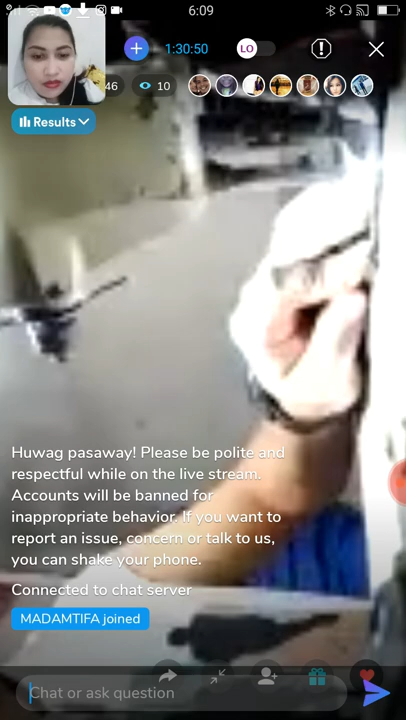 6:09
1:30:50
LO
46
10
Results
Huwag pasaway! Please be polite and
respectful while on the live stream.
Accounts will be banned for
inappropriate behavior. If you want to
report an issue, concern or talk to us,
you can shake your phone.
Connected to chat server
MADAMTIFA joined
Chat or ask question